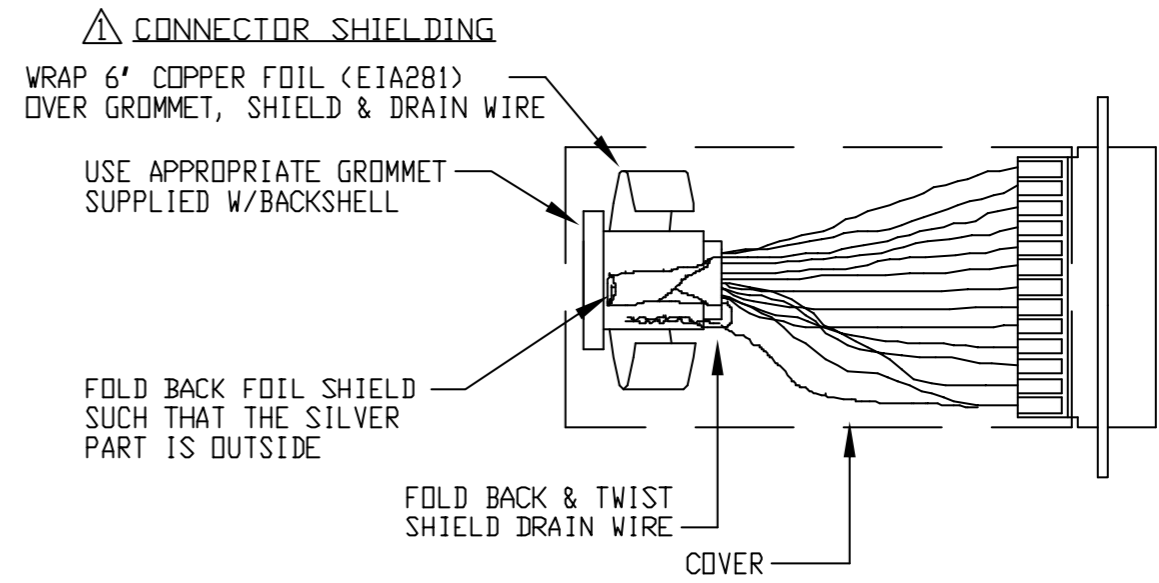 1 CONNECTOR SHIELDING
WRAP 6" COPPER FOIL (EIA281)
OVER GROMMET, SHIELD & DRAIN WIRE
USE APPROPRIATE GROMMET
SUPPLIED W/BACKSHELL
FOLD BACK FOIL SHIELD
SUCH THAT THE SILVER
PART IS OUTSIDE
FOLD BACK & TWIST
SHIELD DRAIN WIRE
COVER